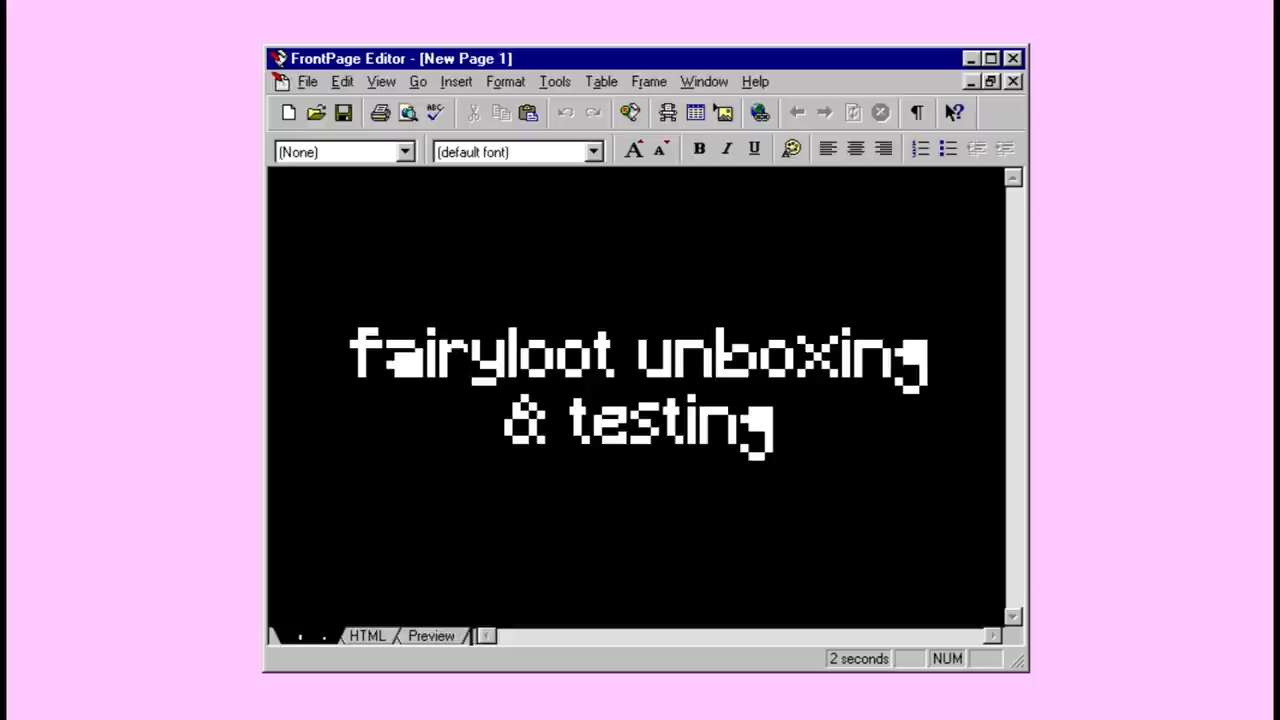 FrontPage Editor - [New Page 1]
File Edit View Go Insert Format Tools Table Frame Window Help
ABC
(None) (default font) A A B I U
fairyloot unboxing
& testing
HTML Preview
2 seconds NUM